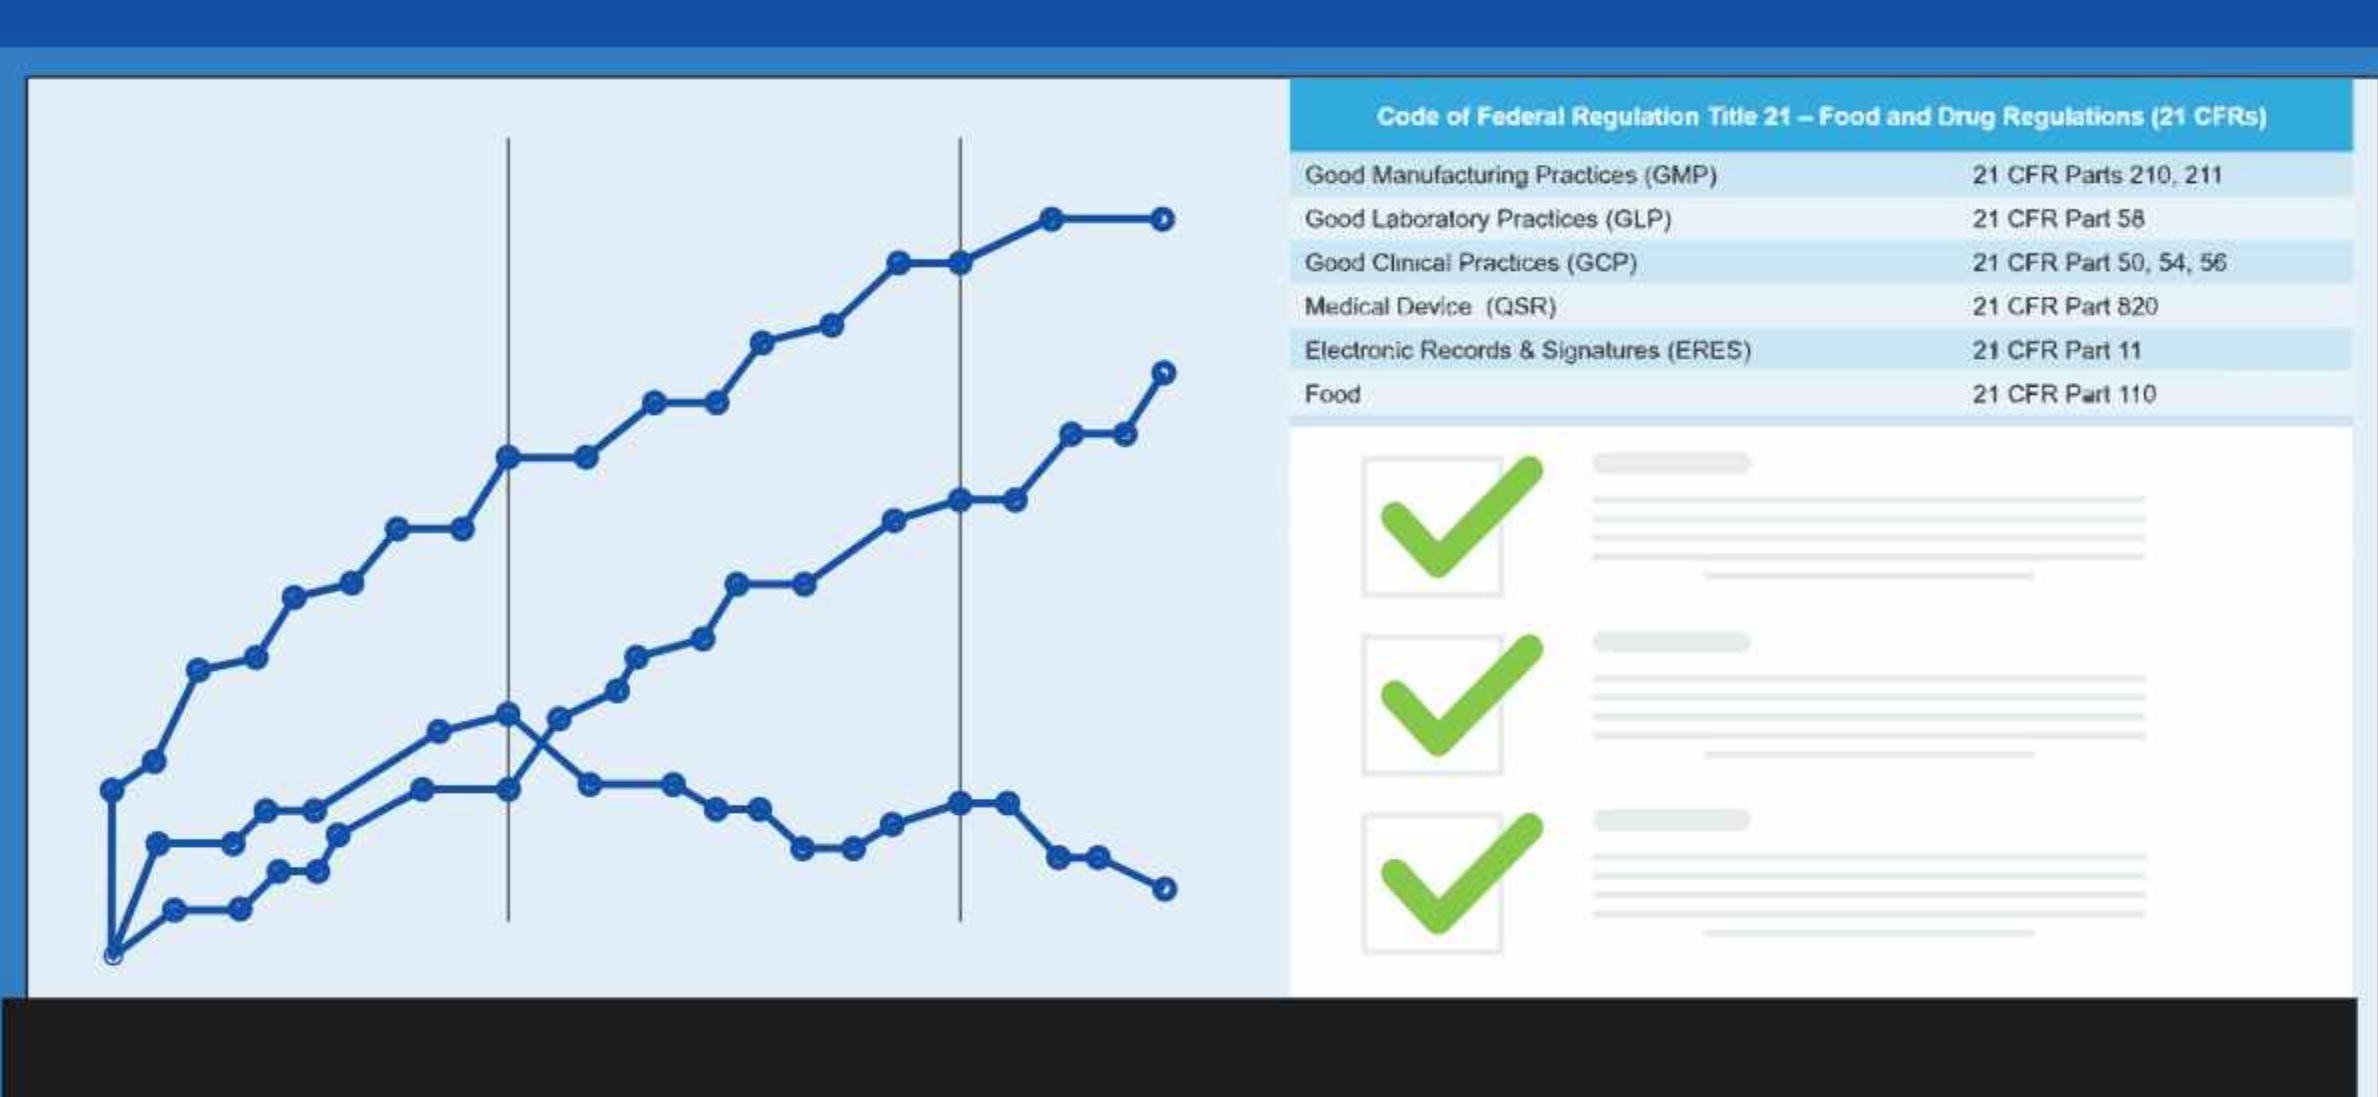 Code of Federal Regulation Title 21 – Food and Drug Regulations (21 CFRs)
Good Manufacturing Practices (GMP) 21 CFR Parts 210, 211
Good Laboratory Practices (GLP) 21 CFR Part 58
Good Clinical Practices (GCP) 21 CFR Part 50, 54, 56
Medical Device (QSR) 21 CFR Part 820
Electronic Records & Signatures (ERES) 21 CFR Part 11
Food 21 CFR Part 110